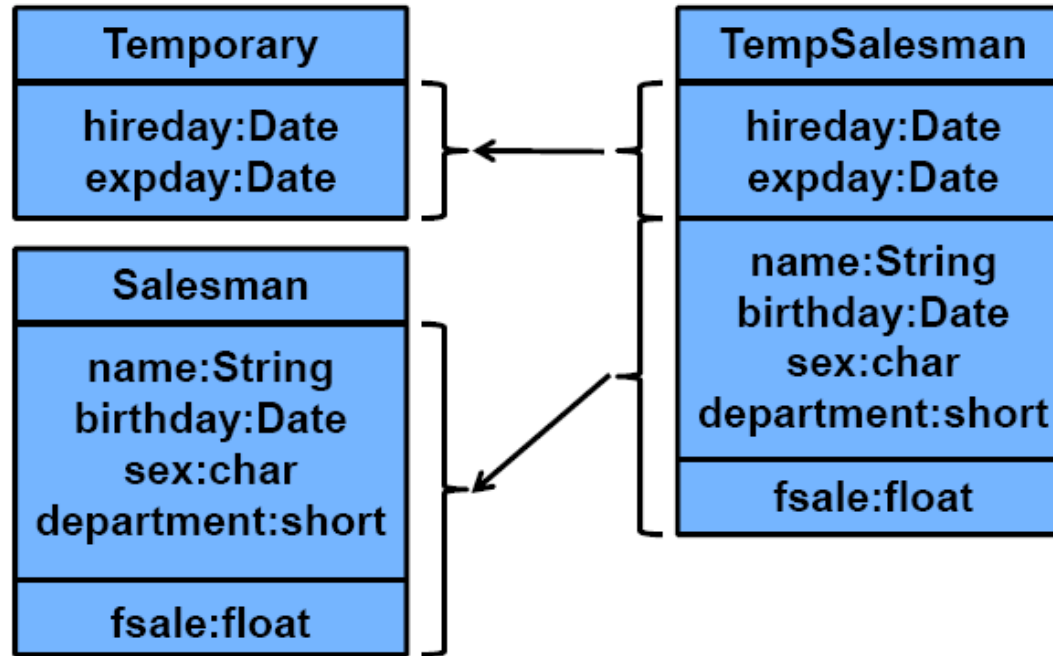 Temporary
hireday:Date
expday:Date
Salesman
name:String
birthday:Date
sex:char
department:short
fsale:float
TempSalesman
hireday:Date
expday:Date
name:String
birthday:Date
sex:char
department:short
fsale:float